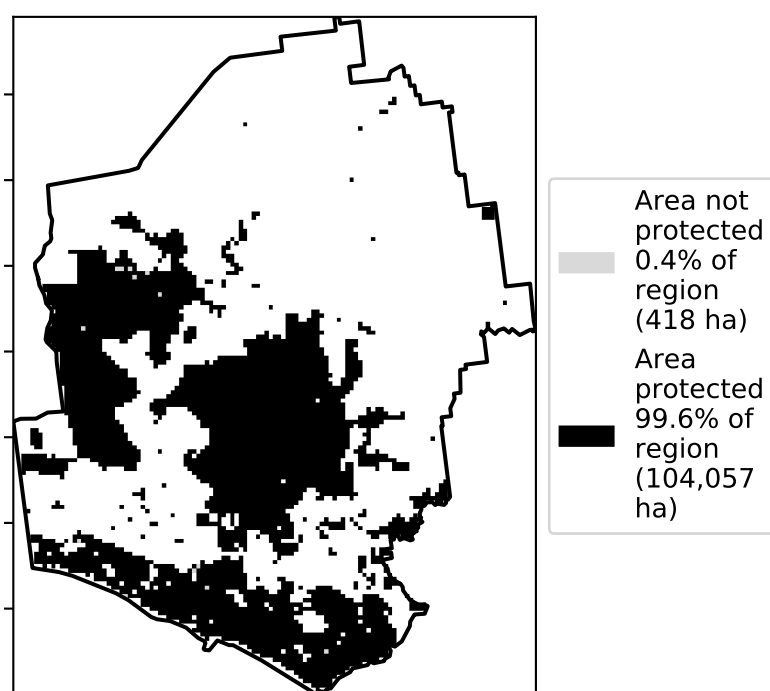 Area not
protected
0.4% of
region
(418 ha)
Area
protected
99.6% of
region
(104,057
ha)